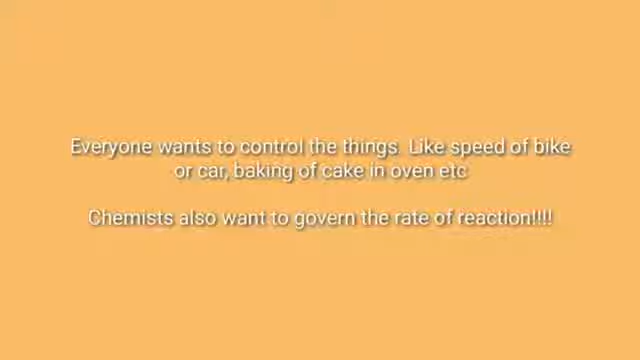 Everyone wants to control the things. Like speed of bike
or car, baking of cake in oven etc
Chemists also want to govern the rate of reaction!!!!